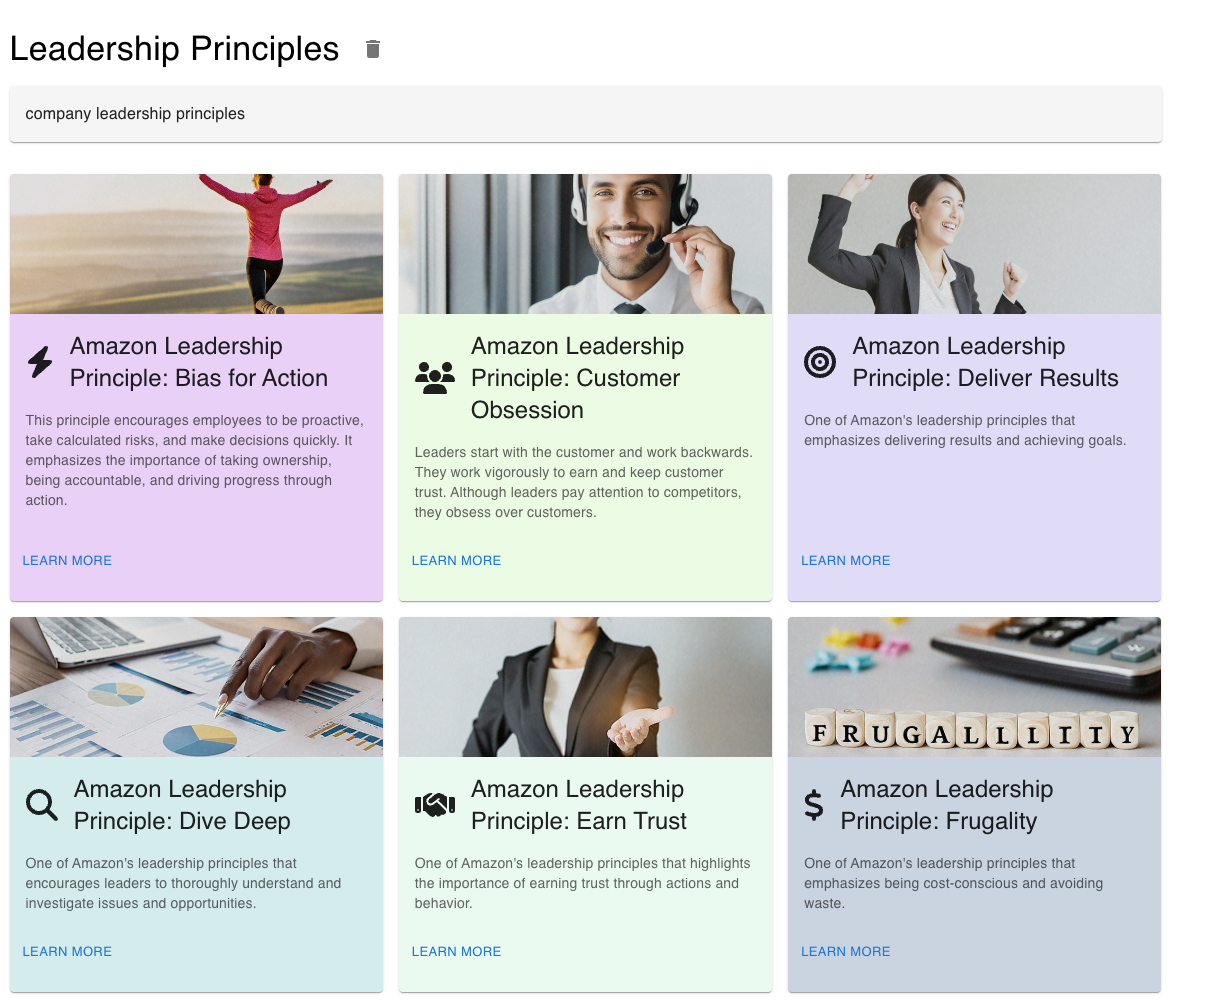 Leadership Principles
company leadership principles
Amazon Leadership
Principle: Bias for Action
This principle encourages employees to be proactive,
take calculated risks, and make decisions quickly. It
emphasizes the importance of taking ownership,
being accountable, and driving progress through
action.
LEARN MORE
Amazon Leadership
Principle: Customer
Obsession
Leaders start with the customer and work backwards.
They work vigorously to earn and keep customer
trust. Although leaders pay attention to competitors,
they obsess over customers.
LEARN MORE
Amazon Leadership
Principle: Deliver Results
One of Amazon's leadership principles that
emphasizes delivering results and achieving goals.
LEARN MORE
Amazon Leadership
Principle: Dive Deep
One of Amazon's leadership principles that
encourages leaders to thoroughly understand and
investigate issues and opportunities.
LEARN MORE
Amazon Leadership
Principle: Earn Trust
One of Amazon's leadership principles that highlights
the importance of earning trust through actions and
behavior.
LEARN MORE
FRUGALLLITY
$
Amazon Leadership
Principle: Frugality
One of Amazon's leadership principles that
emphasizes being cost-conscious and avoiding
waste.
LEARN MORE